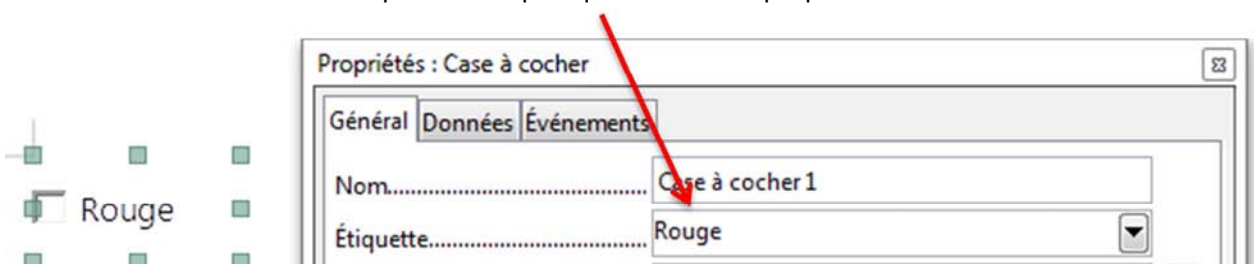 Propriétés : Case à cocher
Général Données Événements
Nom....................................... Case à cocher 1
Rouge
Étiquette................................. Rouge